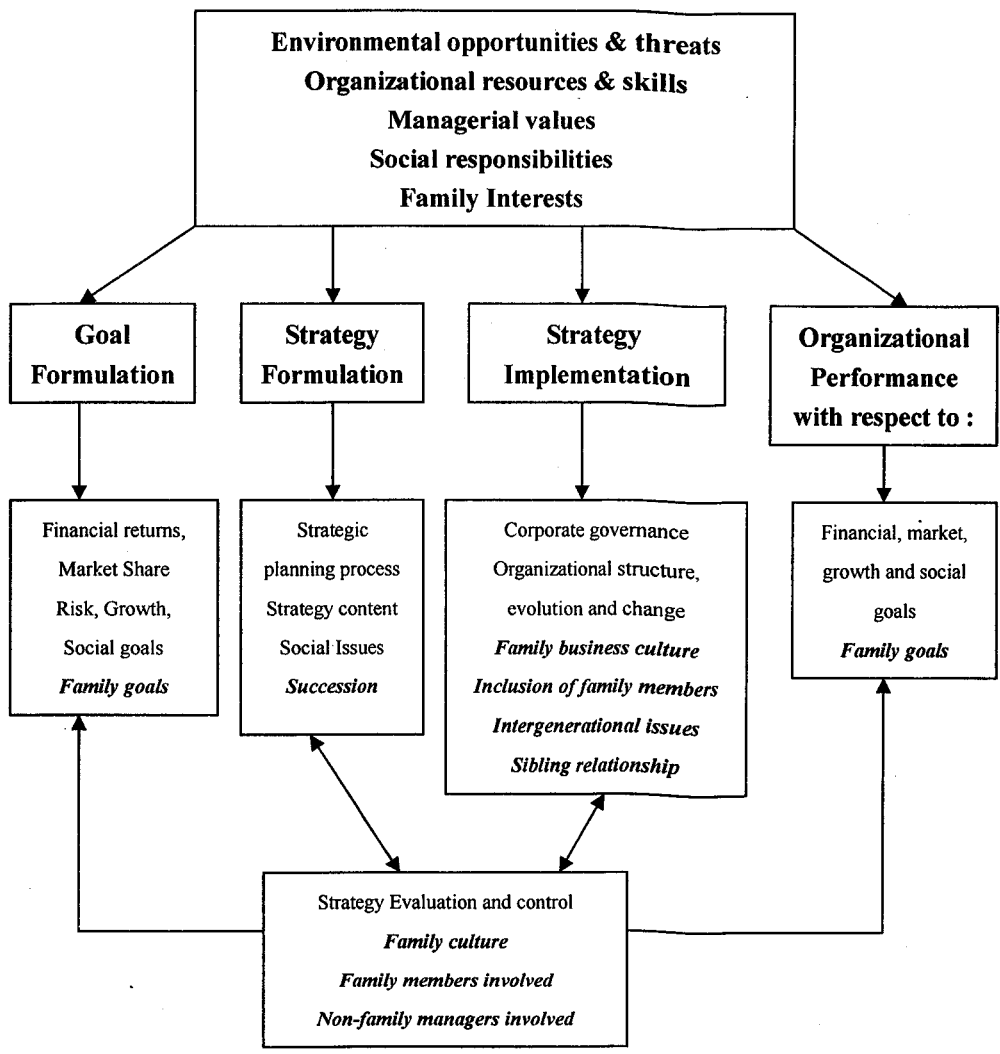 Environmental opportunities & threats
Organizational resources & skills
Managerial values
Social responsibilities
Family Interests
Goal
Formulation
Strategy
Formulation
Strategy
Implementation
Organizational
Performance
with respect to :
Financial returns,
Market Share
Risk, Growth,
Social goals
Family goals
Strategic
planning process
Strategy content
Social Issues
Succession
Corporate governance
Organizational structure,
evolution and change
Family business culture
Inclusion of family members
Intergenerational issues
Sibling relationship
Financial, market,
growth and social
goals
Family goals
Strategy Evaluation and control
Family culture
Family members involved
Non-family managers involved